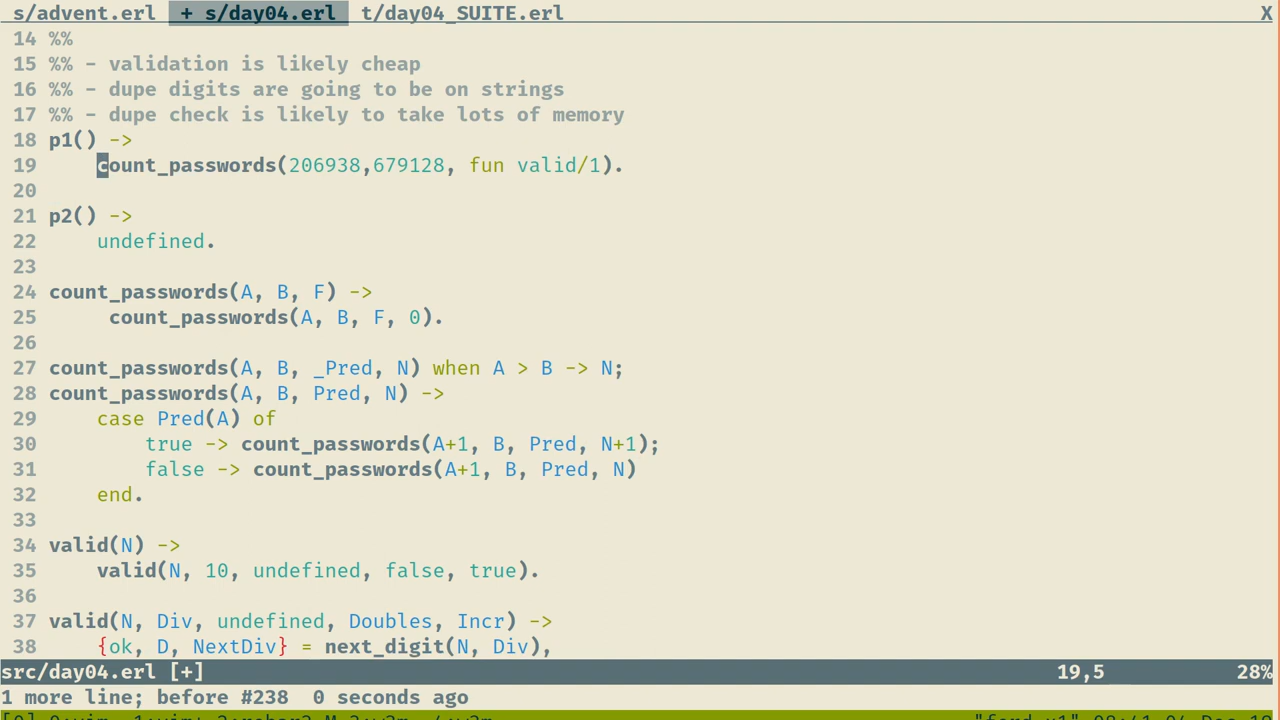 s/advent.erl + s/day04.erl t/day04_SUITE.erl X
14 %%
15 %% - validation is likely cheap
16 %% - dupe digits are going to be on strings
17 %% - dupe check is likely to take lots of memory
18 p1() ->
19 count_passwords(206938,679128, fun valid/1).
20
21 p2() ->
22 undefined.
23
24 count_passwords(A, B, F) ->
25 count_passwords(A, B, F, 0).
26
27 count_passwords(A, B, _Pred, N) when A > B -> N;
28 count_passwords(A, B, Pred, N) ->
29 case Pred(A) of
30 true -> count_passwords(A+1, B, Pred, N+1);
31 false -> count_passwords(A+1, B, Pred, N)
32 end.
33
34 valid(N) ->
35 valid(N, 10, undefined, false, true).
36
37 valid(N, Div, undefined, Doubles, Incr) ->
38 {ok, D, NextDiv} = next_digit(N, Div),
src/day04.erl [+] 19,5 28%
1 more line; before #238 0 seconds ago